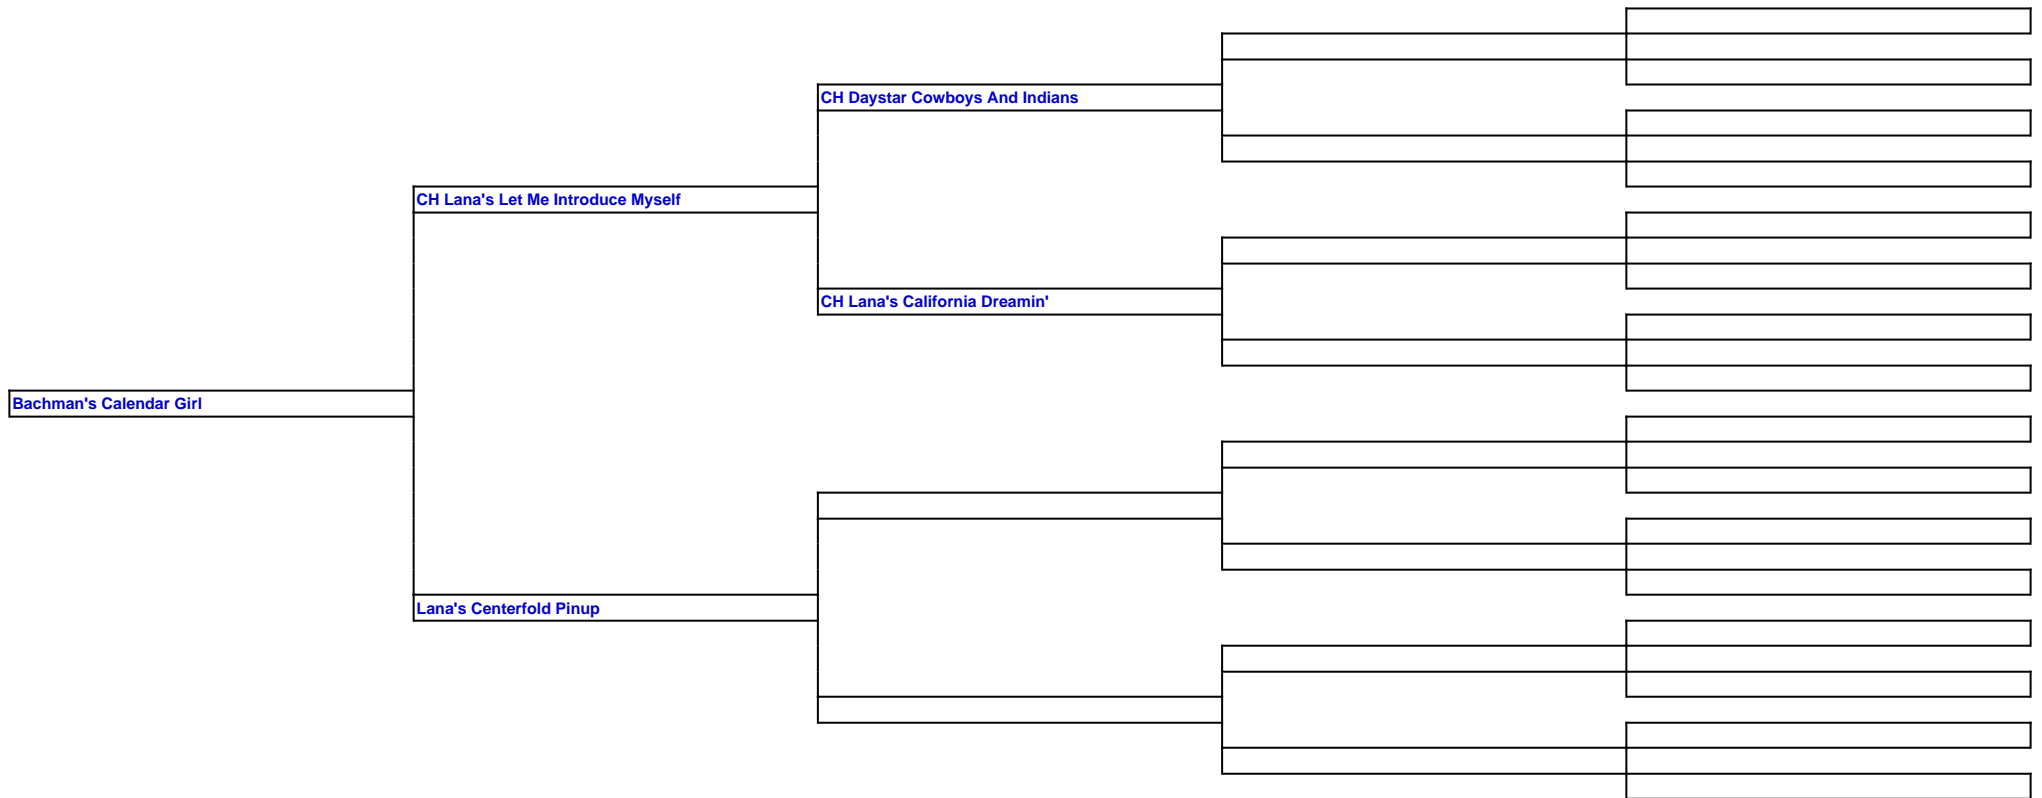 CH Daystar Cowboys And Indians
CH Lana's Let Me Introduce Myself
CH Lana's California Dreamin'
Bachman's Calendar Girl
Lana's Centerfold Pinup